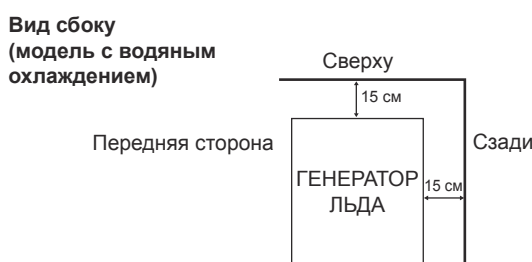 Вид сбоку
(модель с водяным
охлаждением)
Сверху
15 см
Передняя сторона
Сзади
ГЕНЕРАТОР
ЛЬДА
15 см